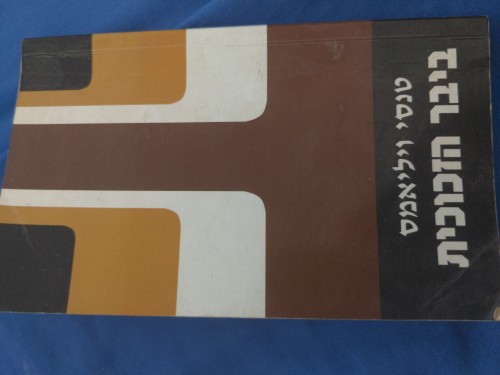 ביבר הזכוכית
טנסי ויליאמס